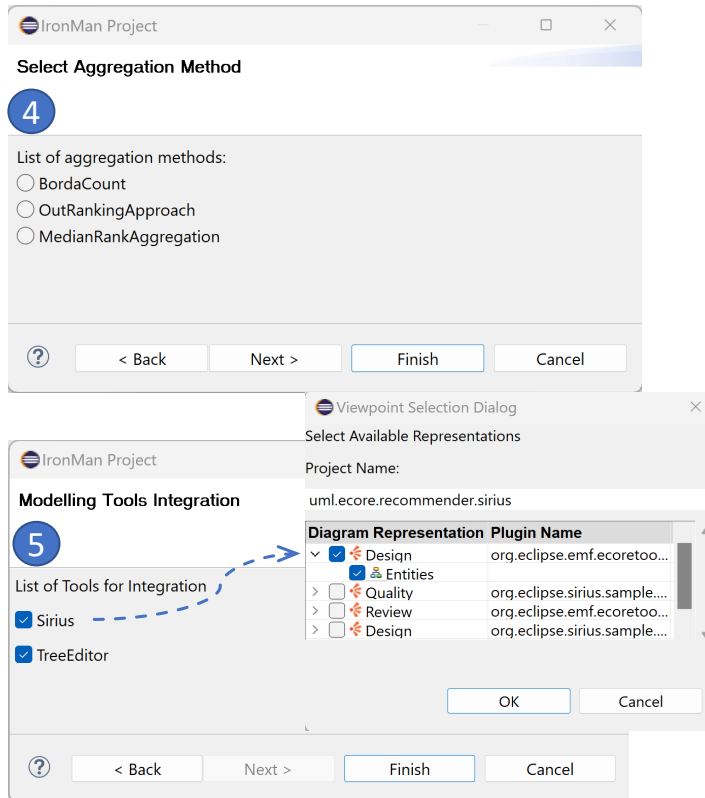 IronMan Project
Select Aggregation Method
4
List of aggregation methods:
BordaCount
OutRankingApproach
MedianRankAggregation
?
< Back
Next >
Finish
Cancel
Viewpoint Selection Dialog
Select Available Representations
Project Name:
uml.ecore.recommender.sirius
Diagram Representation Plugin Name
Design org.eclipse.emf.ecoretoo...
Entities
Quality org.eclipse.sirius.sample....
Review org.eclipse.emf.ecoretoo...
Design org.eclipse.sirius.sample....
OK
Cancel
IronMan Project
Modelling Tools Integration
5
List of Tools for Integration
Sirius
TreeEditor
?
< Back
Next >
Finish
Cancel